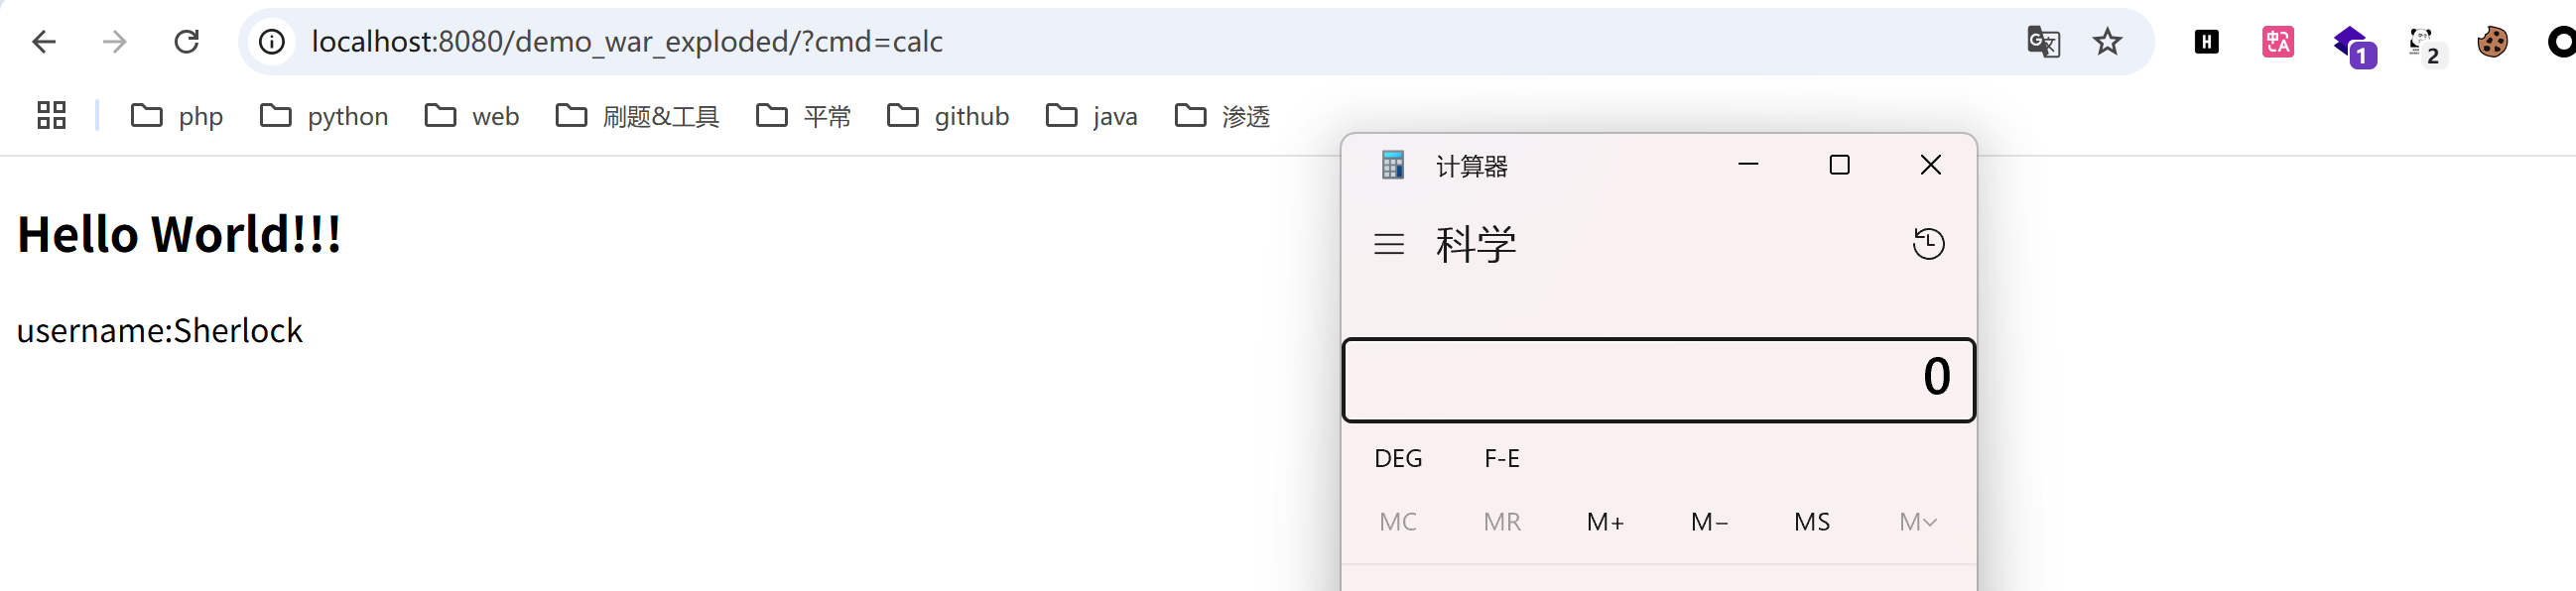 localhost:8080/demo_war_exploded/?cmd=calc
1
2
php python web 刷题&工具 平常 github java 渗透
Hello World!!!
username:Sherlock
计算器
科学
0
DEG F-E
MC MR M+ M− MS M